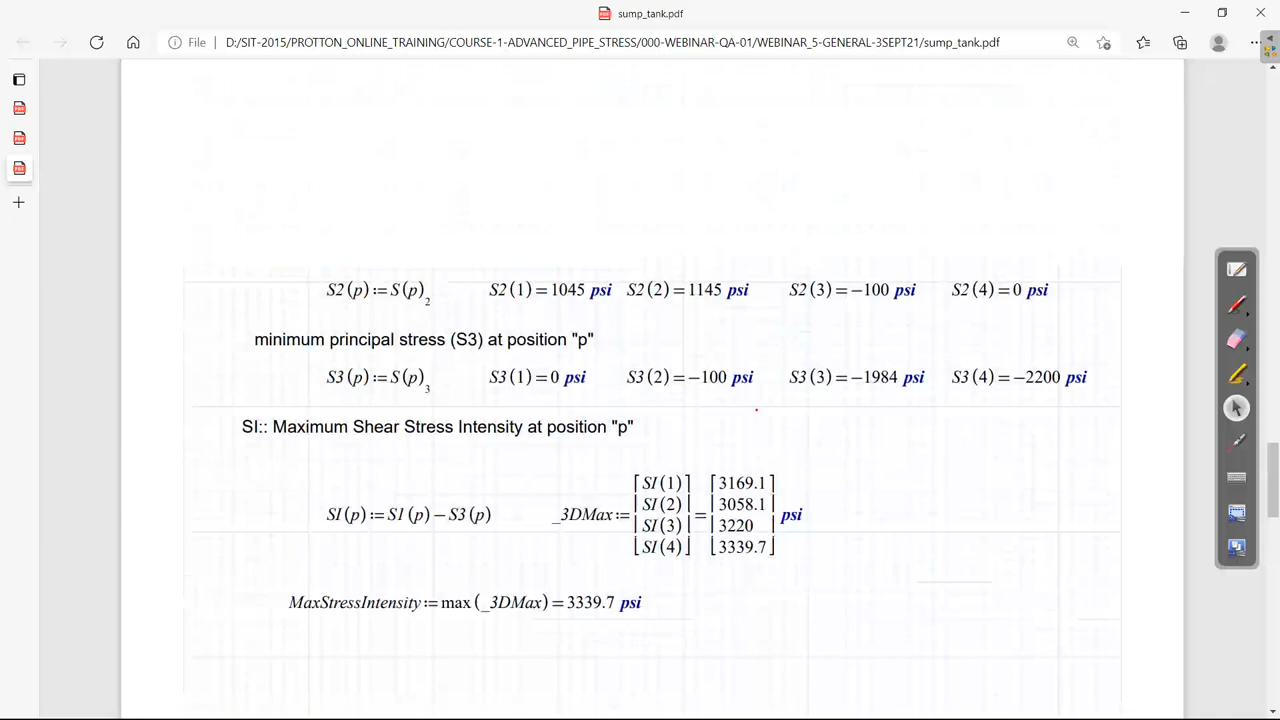 sump_tank.pdf
File D:/SIT-2015/PROTTON_ONLINE_TRAINING/COURSE-1-ADVANCED_PIPE_STRESS/000-WEBINAR-QA-01/WEBINAR_5-GENERAL-3SEPT21/sump_tank.pdf
S2(p):=S(p)₂ S2(1)=1045 psi S2(2)=1145 psi S2(3)=−100 psi S2(4)=0 psi
minimum principal stress (S3) at position "p"
S3(p):=S(p)₃ S3(1)=0 psi S3(2)=−100 psi S3(3)=−1984 psi S3(4)=−2200 psi
SI:: Maximum Shear Stress Intensity at position "p"
[SI(1)] [3169.1]
[SI(2)] [3058.1]
SI(p):=S1(p)−S3(p) _3DMax:= = psi
[SI(3)] [3220]
[SI(4)] [3339.7]
MaxStressIntensity:=max(_3DMax)=3339.7 psi